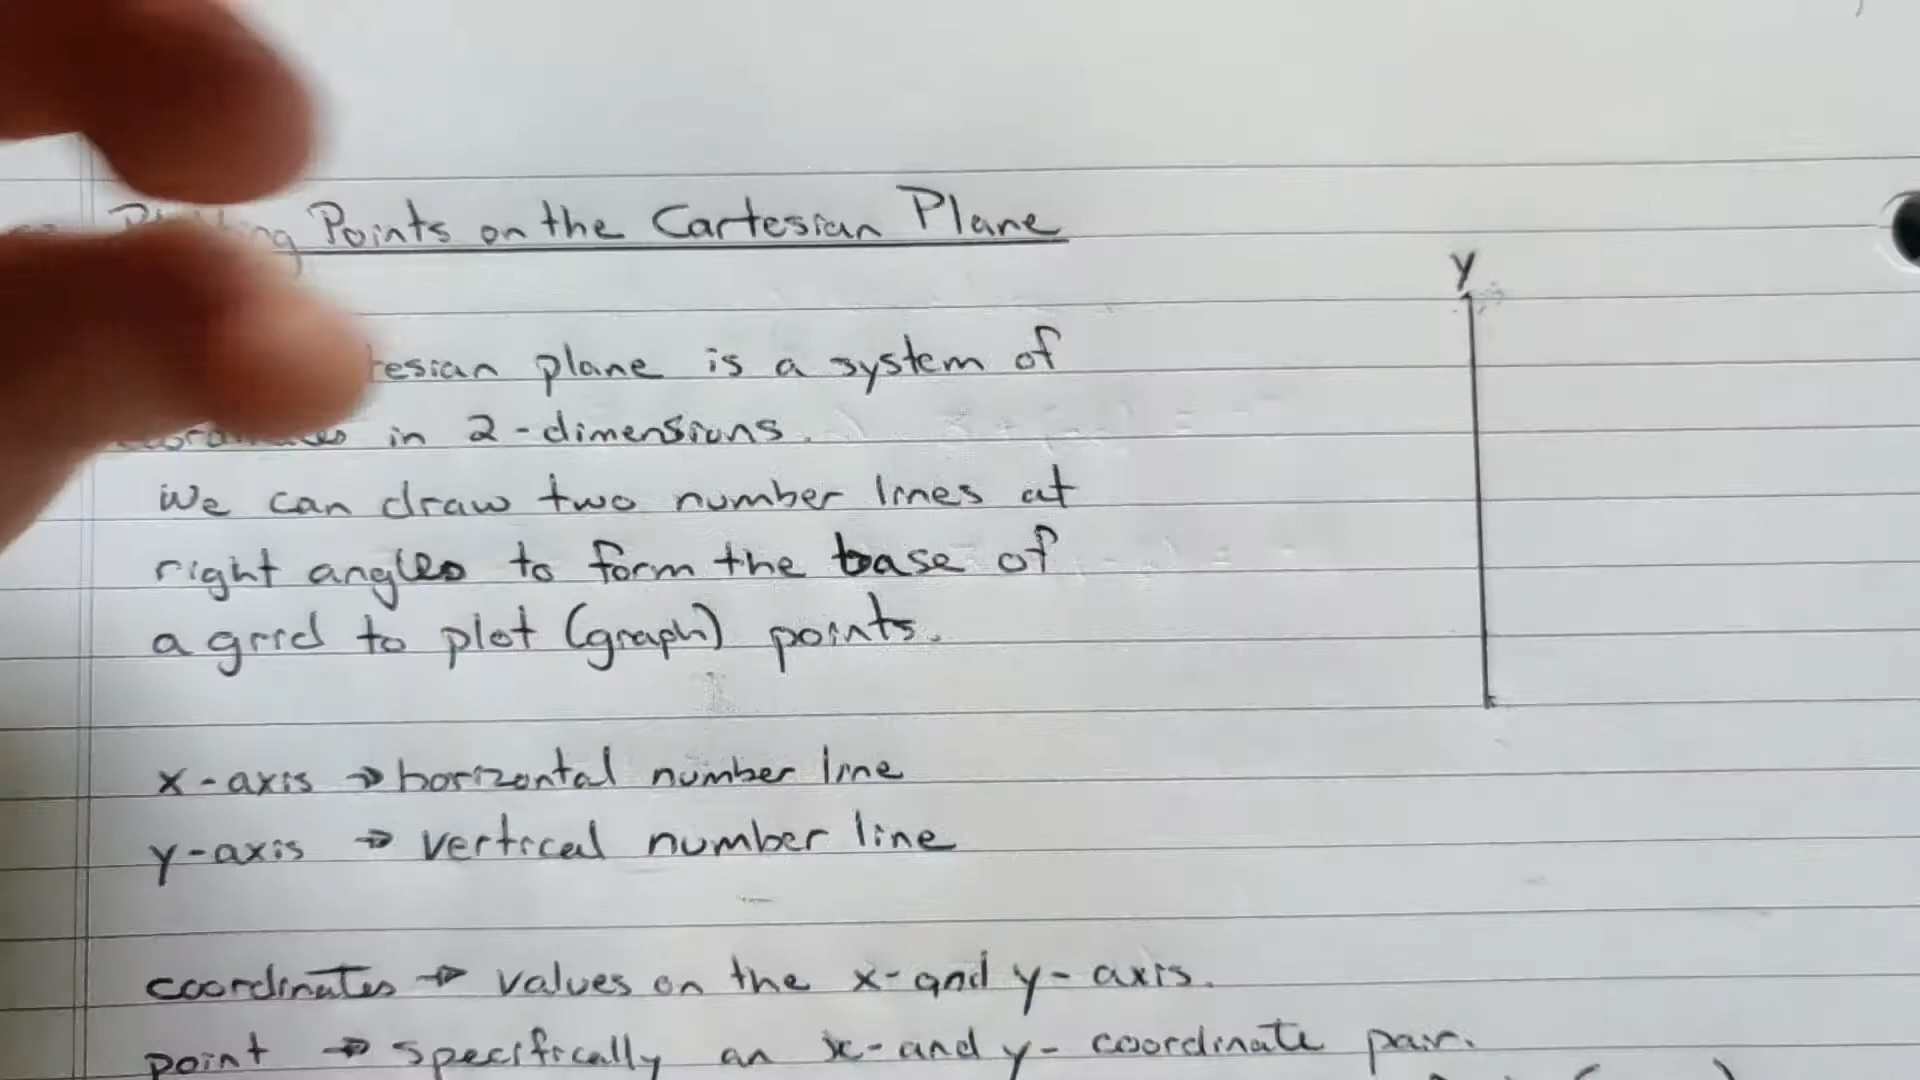 Points on the Cartesian Plane
y
plane is a system of
in 2-dimensions.
we can draw two number lines at
right angles to form the base of
a grid to plot (graph) points.
x-axis → horizontal number line
y-axis → vertical number line
coordinates → values on the x- and y- axis.
point → specifically an x- and y- coordinate pair.